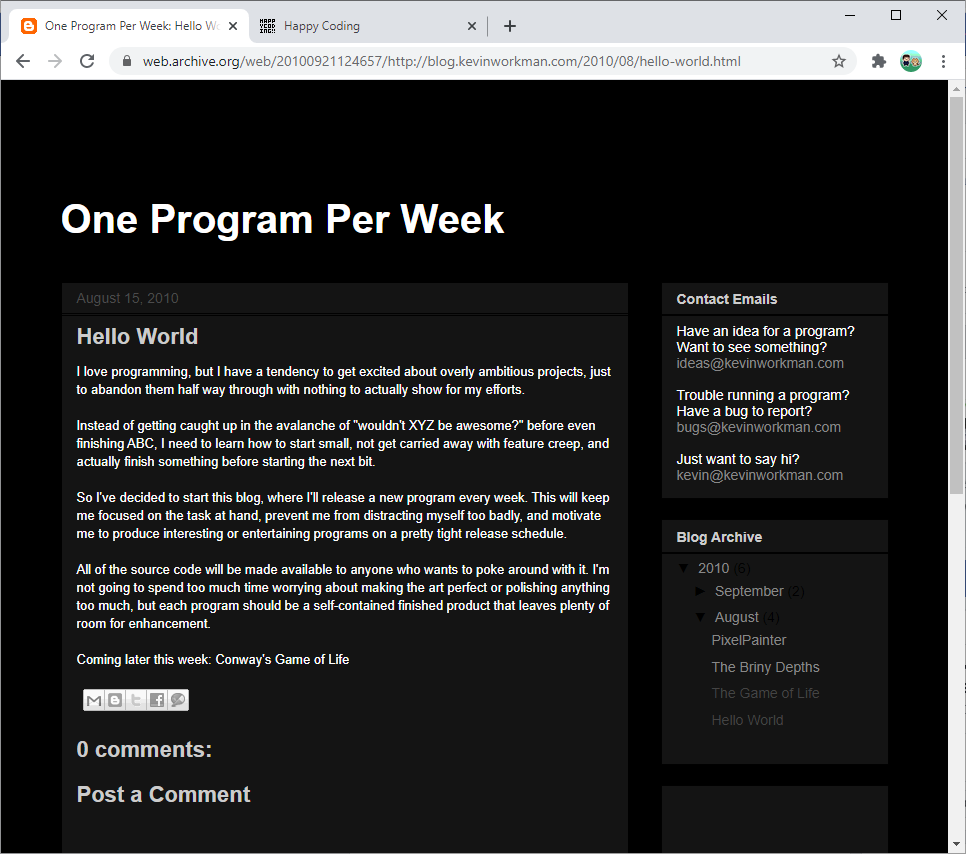 One Program Per Week: Hello Wo
Happy Coding
web.archive.org/web/20100921124657/http://blog.kevinworkman.com/2010/08/hello-world.html
One Program Per Week
August 15, 2010
Hello World
I love programming, but I have a tendency to get excited about overly ambitious projects, just
to abandon them half way through with nothing to actually show for my efforts.
Instead of getting caught up in the avalanche of "wouldn't XYZ be awesome?" before even
finishing ABC, I need to learn how to start small, not get carried away with feature creep, and
actually finish something before starting the next bit.
So I've decided to start this blog, where I'll release a new program every week. This will keep
me focused on the task at hand, prevent me from distracting myself too badly, and motivate
me to produce interesting or entertaining programs on a pretty tight release schedule.
All of the source code will be made available to anyone who wants to poke around with it. I'm
not going to spend too much time worrying about making the art perfect or polishing anything
too much, but each program should be a self-contained finished product that leaves plenty of
room for enhancement.
Coming later this week: Conway's Game of Life
0 comments:
Post a Comment
Contact Emails
Have an idea for a program?
Want to see something?
ideas@kevinworkman.com
Trouble running a program?
Have a bug to report?
bugs@kevinworkman.com
Just want to say hi?
kevin@kevinworkman.com
Blog Archive
▼ 2010 (6)
► September (2)
▼ August (4)
PixelPainter
The Briny Depths
The Game of Life
Hello World